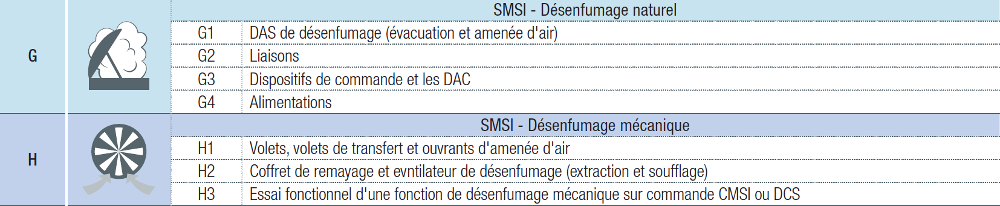 SMSI - Désenfumage naturel
G
G1 DAS de désenfumage (évacuation et amenée d'air)
G2 Liaisons
G3 Dispositifs de commande et les DAC
G4 Alimentations
SMSI - Désenfumage mécanique
H
H1 Volets, volets de transfert et ouvrants d'amenée d'air
H2 Coffret de remayage et evntilateur de désenfumage (extraction et soufflage)
H3 Essai fonctionnel d'une fonction de désenfumage mécanique sur commande CMSI ou DCS